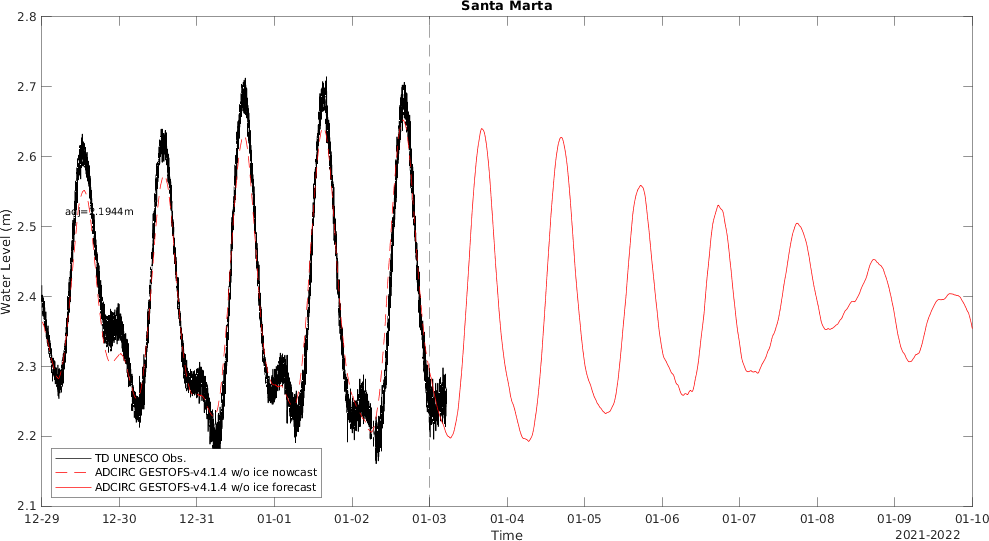 Santa Marta
2.8
2.7
2.6
2.5
2.4
2.3
2.2
2.1
Water Level (m)
adj=2.1944m
TD UNESCO Obs.
ADCIRC GESTOFS-v4.1.4 w/o ice nowcast
ADCIRC GESTOFS-v4.1.4 w/o ice forecast
12-29 12-30 12-31 01-01 01-02 01-03 01-04 01-05 01-06 01-07 01-08 01-09 01-10
Time
2021-2022